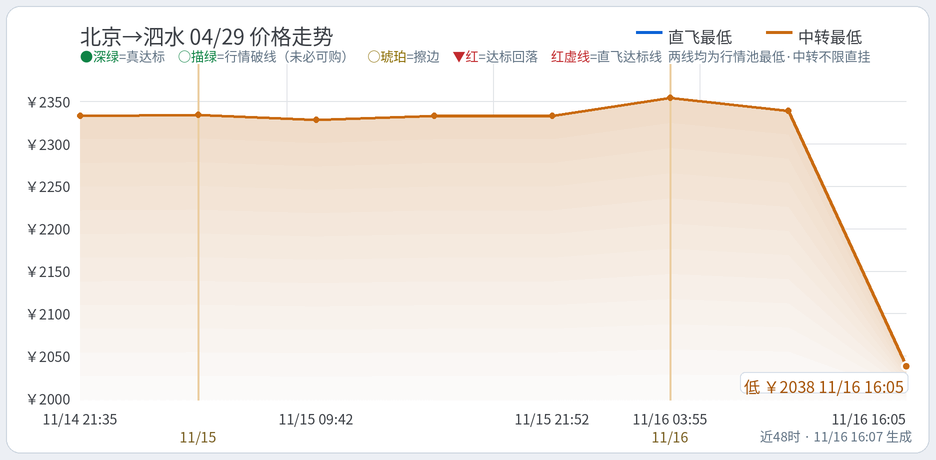 北京→泗水 04/29 价格走势
直飞最低 中转最低
●深绿=真达标 ○描绿=行情破线（未必可购） ○琥珀=擦边 ▼红=达标回落 红虚线=直飞达标线 两线均为行情池最低·中转不限直挂
￥2350
￥2300
￥2250
￥2200
￥2150
￥2100
￥2050
￥2000
低 ￥2038 11/16 16:05
11/14 21:35 11/15 09:42 11/15 21:52 11/16 03:55 11/16 16:05
11/15 11/16
近48时 · 11/16 16:07 生成